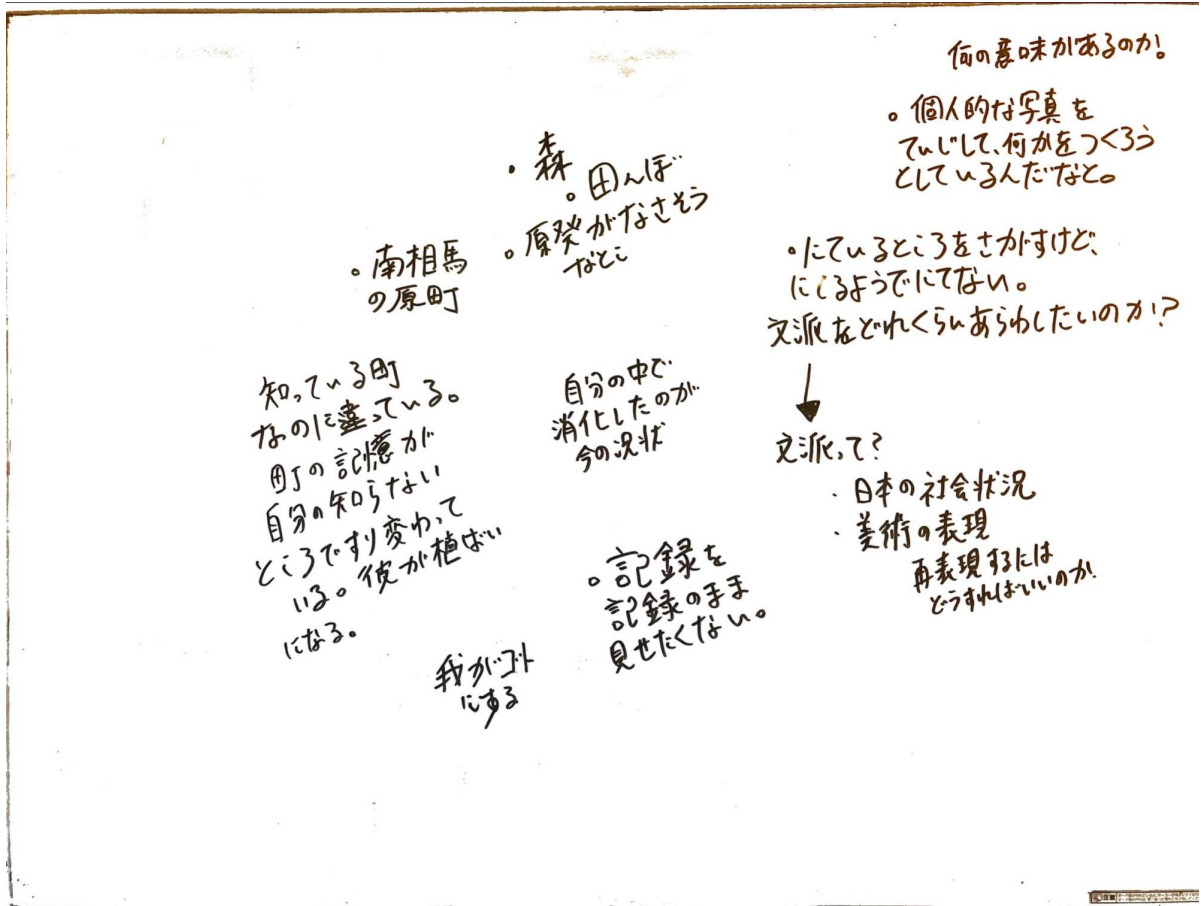 何の意味があるのか!
。個人的な写真を
ていじして、何かをつくろう
としているんだなと。
・にているところをさがすけど、
にてるようでにてない。
文派をどれくらいあらわしたいのか?
文派って?
・日本の社会状況
・美術の表現
再表現するには
どうすればいいのか!
・森
。田んぼ
。原発がなさそう
なとこ
。南相馬
の原町
知っている町
なのに違っている。
町の記憶が
自分の知らない
ところですり変わって
いる。彼が植ばい
になる。
自分の中で
消化したのが
今の況状
。記録を
記録のまま
見せたくない。
我がゴト
にする